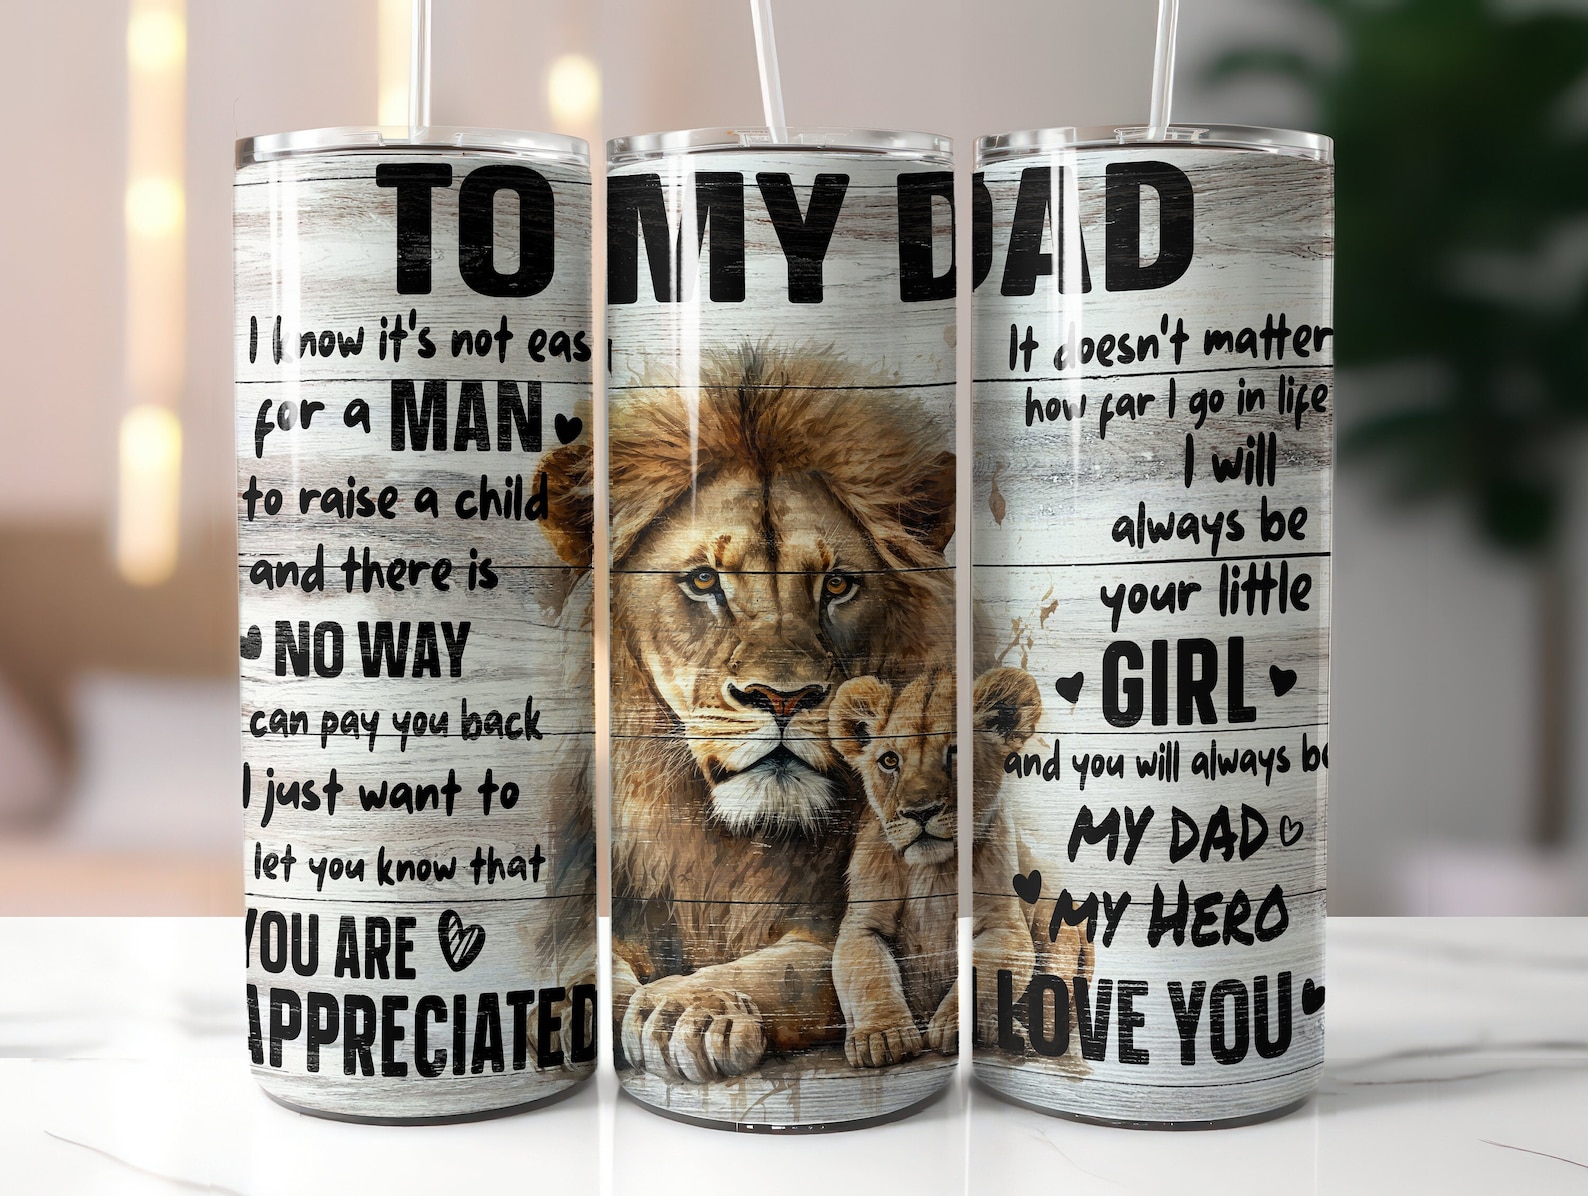 TO MY DAD
I know it's not easy
for a MAN
to raise a child
and there is
NO WAY
can pay you back
I just want to
let you know that
YOU ARE
APPRECIATED
It doesn't matter
how far I go in life
I will
always be
your little
GIRL
and you will always be
MY DAD
MY HERO
I LOVE YOU